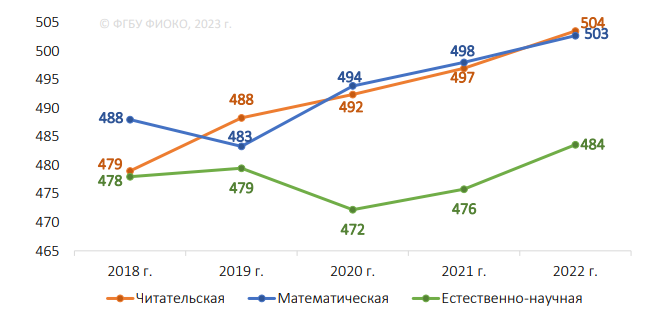 © ФГБУ ФИОКО, 2023 г.
505
500
495
490
485
480
475
470
465
488
479
478
488
483
479
494
492
472
498
497
476
504
503
484
2018 г.
2019 г.
2020 г.
2021 г.
2022 г.
Читательская
Математическая
Естественно-научная